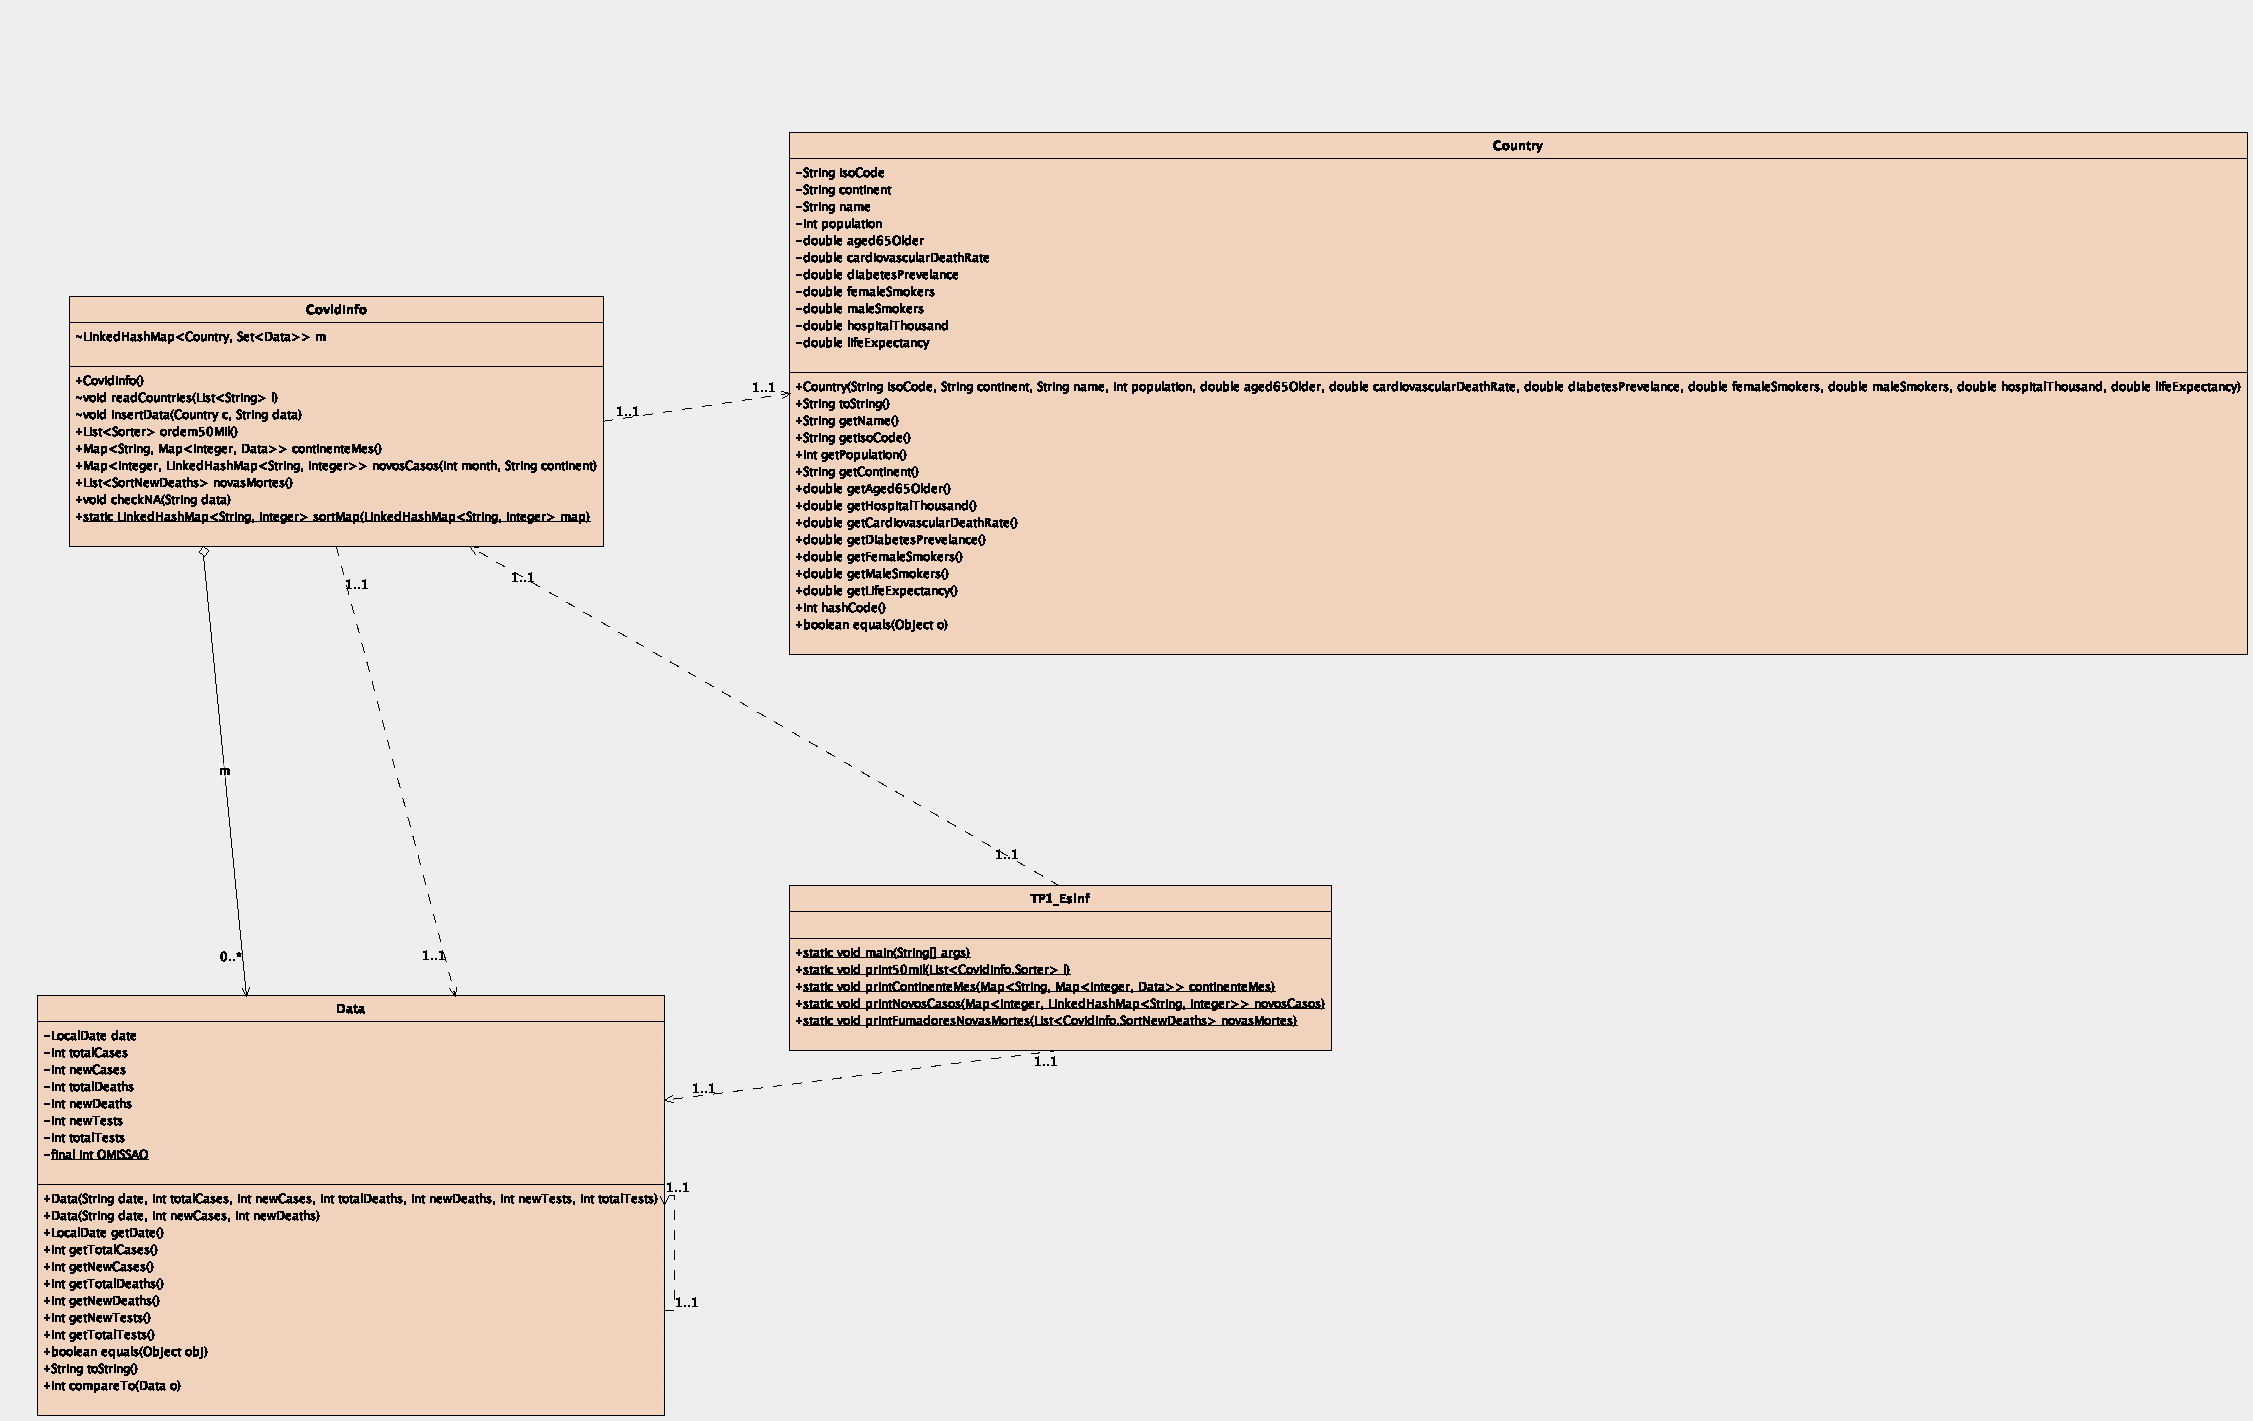 Country
-String isoCode
-String continent
-String name
-int population
-double aged65Older
-double cardiovascularDeathRate
-double diabetesPrevelance
-double femaleSmokers
-double maleSmokers
-double hospitalThousand
-double lifeExpectancy
+Country(String isoCode, String continent, String name, int population, double aged65Older, double cardiovascularDeathRate, double diabetesPrevelance, double femaleSmokers, double maleSmokers, double hospitalThousand, double lifeExpectancy)
+String toString()
+String getName()
+String getIsoCode()
+int getPopulation()
+String getContinent()
+double getAged65Older()
+double getHospitalThousand()
+double getCardiovascularDeathRate()
+double getDiabetesPrevelance()
+double getFemaleSmokers()
+double getMaleSmokers()
+double getLifeExpectancy()
+int hashCode()
+boolean equals(Object o)
CovidInfo
~LinkedHashMap<Country, Set<Data>> m
+CovidInfo()
~void readCountries(List<String> l)
~void insertData(Country c, String data)
+List<Sorter> ordem50Mil()
+Map<String, Map<Integer, Data>> continenteMes()
+Map<Integer, LinkedHashMap<String, Integer>> novosCasos(int month, String continent)
+List<SortNewDeaths> novasMortes()
+void checkNA(String data)
+static LinkedHashMap<String, Integer> sortMap(LinkedHashMap<String, Integer> map)
1..1
1..1
1..1
1..1
m
1..1
0..*
1..1
TP1_Esinf
+static void main(String[] args)
+static void print50mil(List<CovidInfo.Sorter> l)
+static void printContinenteMes(Map<String, Map<Integer, Data>> continenteMes)
+static void printNovosCasos(Map<Integer, LinkedHashMap<String, Integer>> novosCasos)
+static void printFumadoresNovasMortes(List<CovidInfo.SortNewDeaths> novasMortes)
1..1
1..1
Data
-LocalDate date
-int totalCases
-int newCases
-int totalDeaths
-int newDeaths
-int newTests
-int totalTests
-final int OMISSAO
+Data(String date, int totalCases, int newCases, int totalDeaths, int newDeaths, int newTests, int totalTests)
+Data(String date, int newCases, int newDeaths)
+LocalDate getDate()
+int getTotalCases()
+int getNewCases()
+int getTotalDeaths()
+int getNewDeaths()
+int getNewTests()
+int getTotalTests()
+boolean equals(Object obj)
+String toString()
+int compareTo(Data o)
1..1
1..1